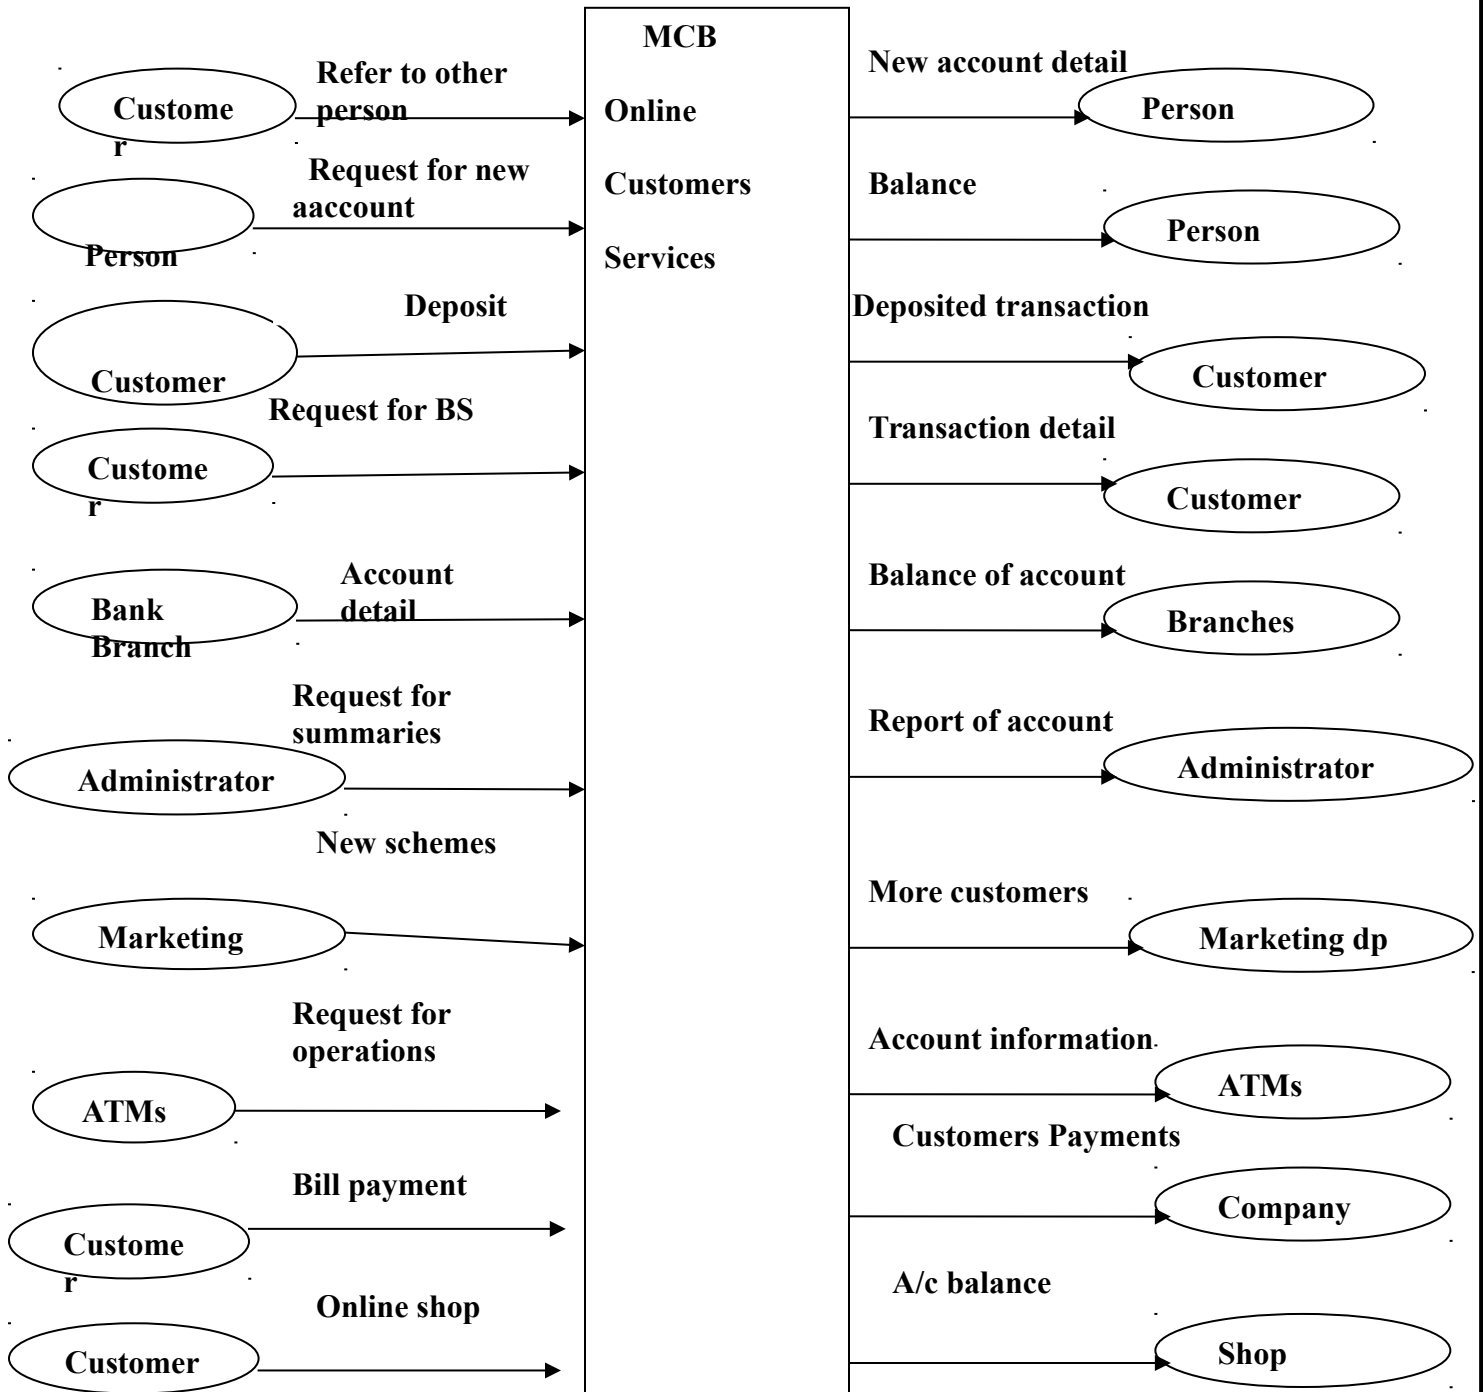 MCB
Online
Customers
Services
Refer to other
person
Custome
r
Request for new
aaccount
Person
Deposit
Customer
Request for BS
Custome
r
Account
detail
Bank
Branch
Request for
summaries
Administrator
New schemes
Marketing
Request for
operations
ATMs
Bill payment
Custome
r
Online shop
Customer
New account detail
Person
Balance
Person
Deposited transaction
Customer
Transaction detail
Customer
Balance of account
Branches
Report of account
Administrator
More customers
Marketing dp
Account information
ATMs
Customers Payments
Company
A/c balance
Shop